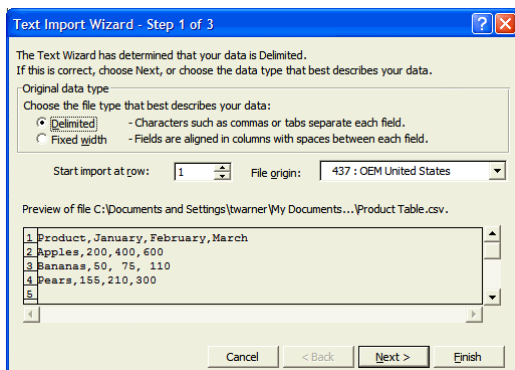 Text Import Wizard - Step 1 of 3
The Text Wizard has determined that your data is Delimited.
If this is correct, choose Next, or choose the data type that best describes your data.
Original data type
Choose the file type that best describes your data:
Delimited - Characters such as commas or tabs separate each field.
Fixed width - Fields are aligned in columns with spaces between each field.
Start import at row: 1 File origin: 437 : OEM United States
Preview of file C:\Documents and Settings\twarner\My Documents...\Product Table.csv.
1 Product,January,February,March
2 Apples,200,400,600
3 Bananas,50, 75, 110
4 Pears,155,210,300
5
Cancel < Back Next > Finish